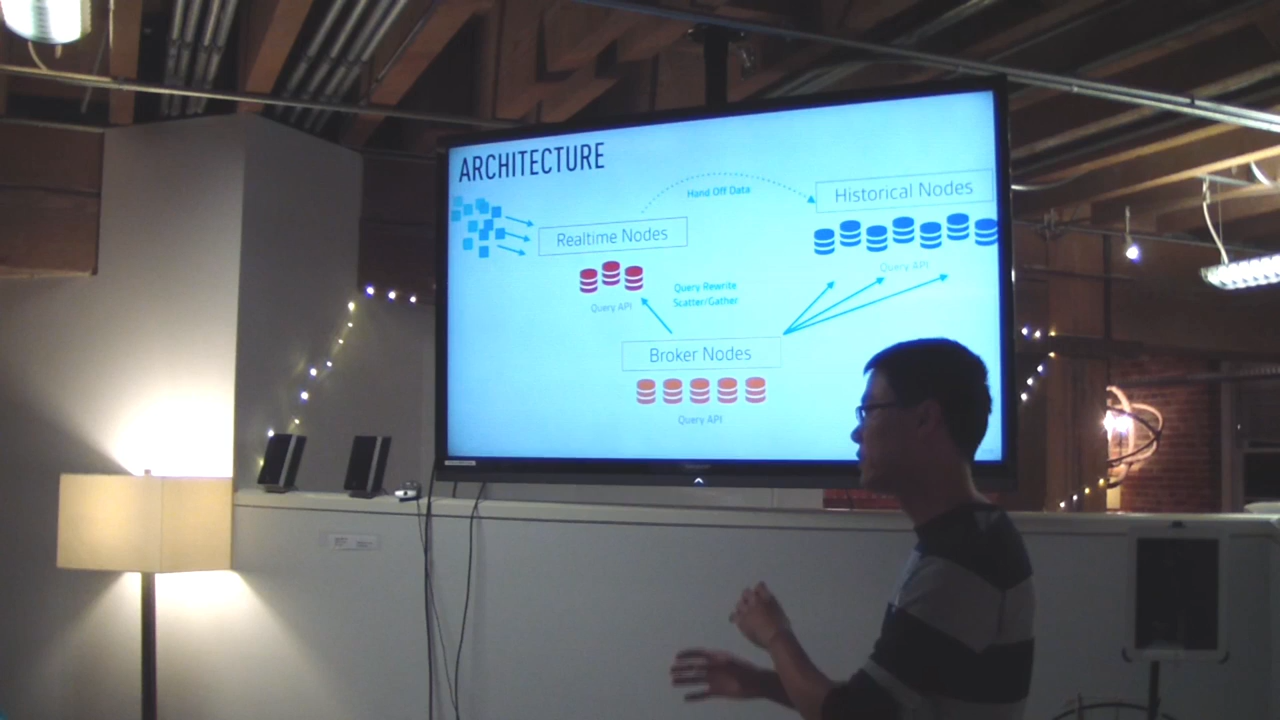 ARCHITECTURE
Hand Off Data
Historical Nodes
Realtime Nodes
Query API
Query API
Query Rewrite
Scatter/Gather
Broker Nodes
Query API